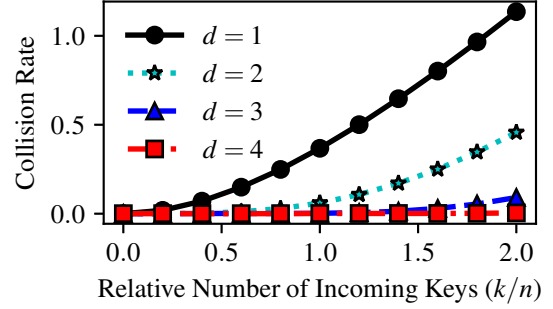 1.0
0.5
0.0
Collision Rate
d = 1
d = 2
d = 3
d = 4
0.0 0.5 1.0 1.5 2.0
Relative Number of Incoming Keys (k/n)